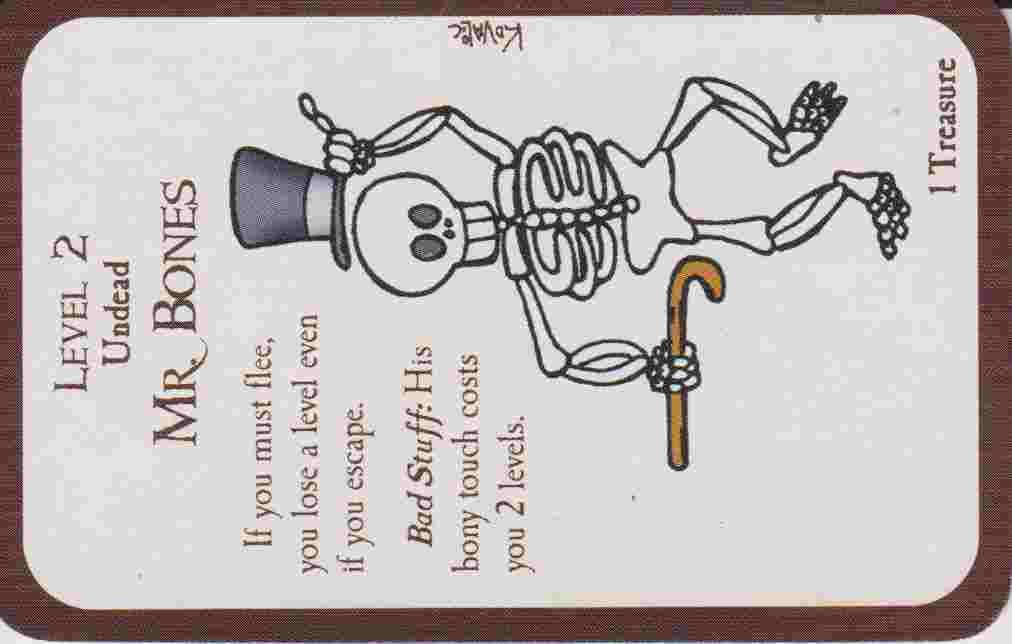 LEVEL 2
Undead
MR. BONES
If you must flee,
you lose a level even
if you escape.
Bad Stuff: His
bony touch costs
you 2 levels.
1 Treasure
KOVALIC